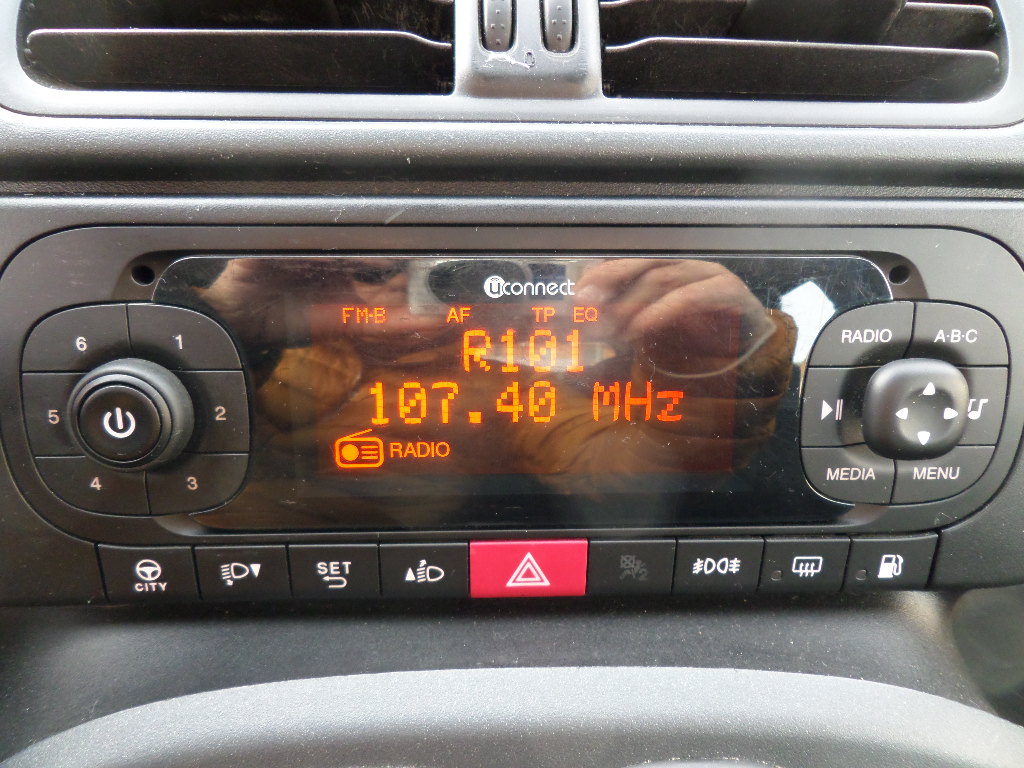 uconnect
FM-B AF TP EQ
R101
107.40 MHz
RADIO
6 1
5 2
4 3
RADIO A·B·C
MEDIA MENU
CITY
SET